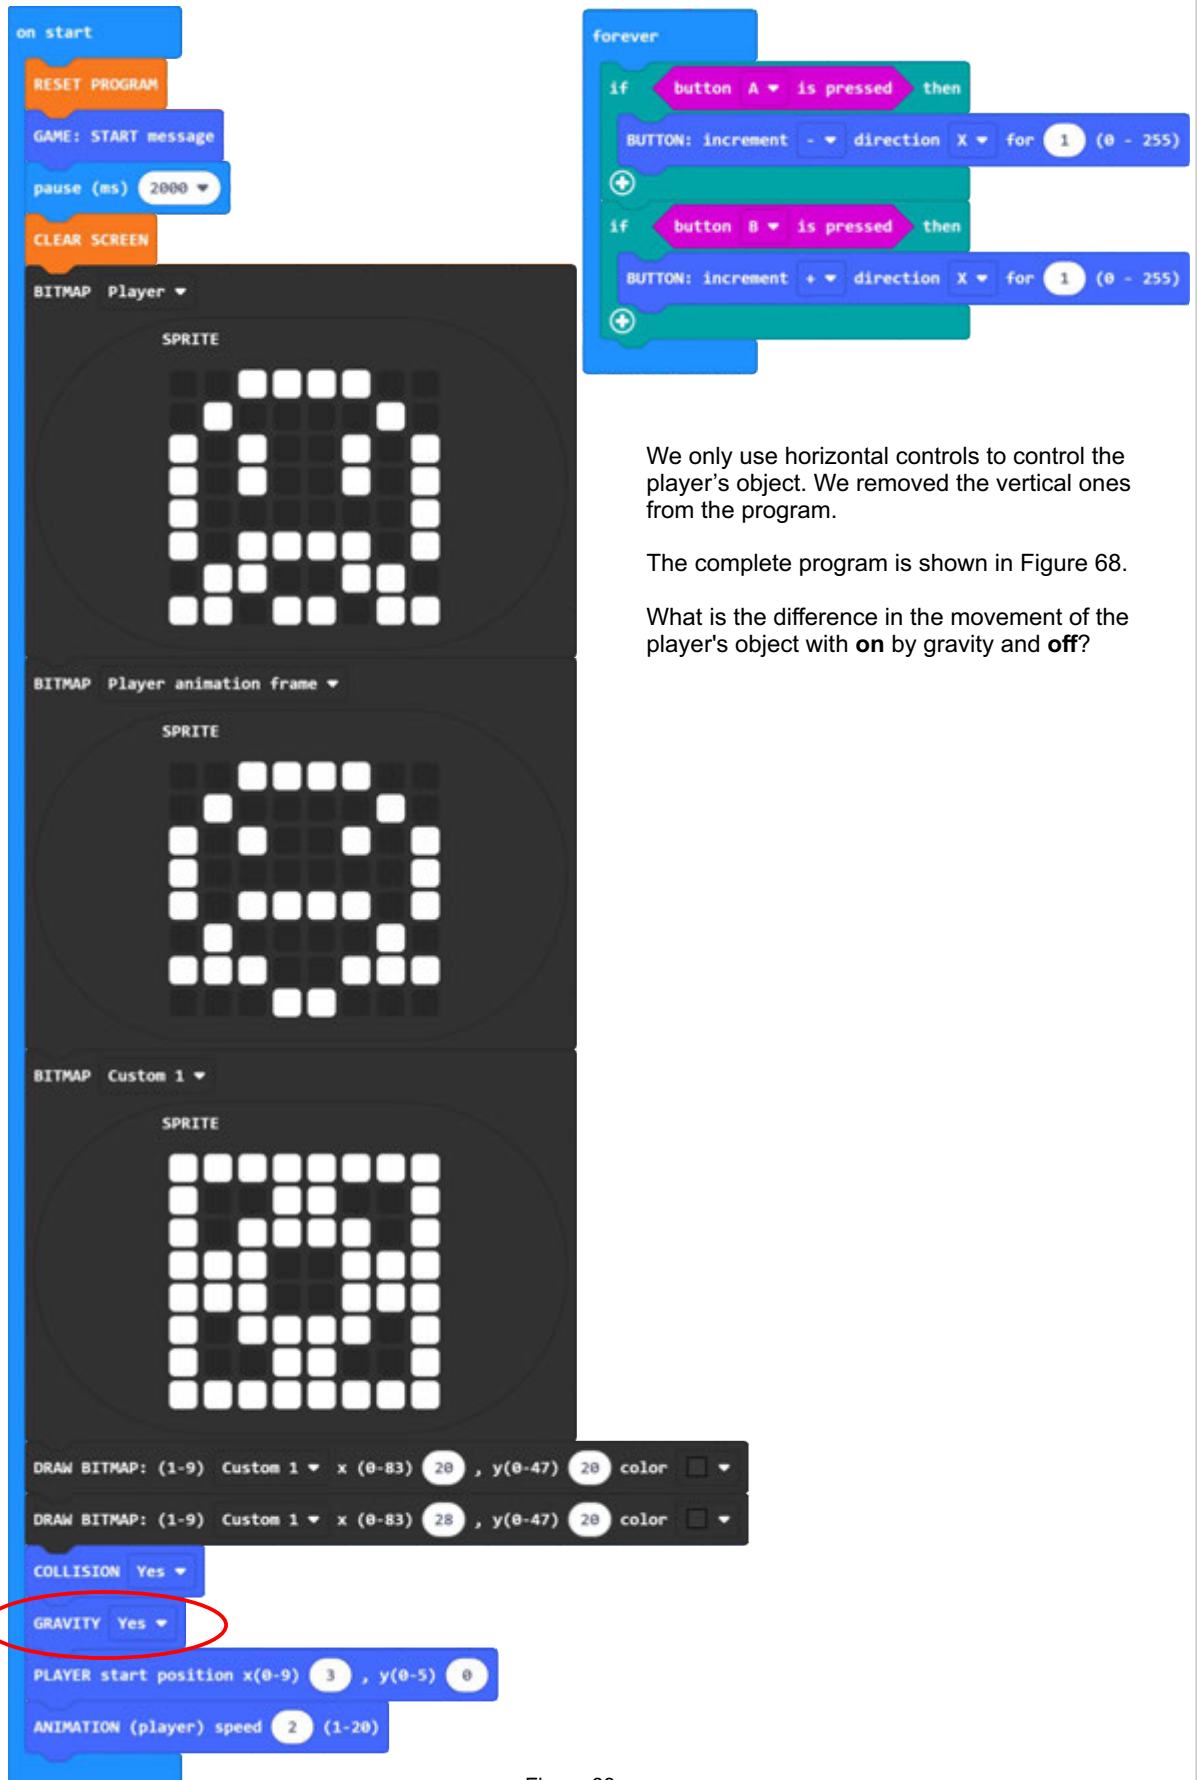 on start
RESET PROGRAM
GAME: START message
pause (ms) 2000
CLEAR SCREEN
BITMAP Player
SPRITE
BITMAP Player animation frame
SPRITE
BITMAP Custom 1
SPRITE
DRAW BITMAP: (1-9) Custom 1 x (0-83) 20 , y(0-47) 20 color
DRAW BITMAP: (1-9) Custom 1 x (0-83) 28 , y(0-47) 20 color
COLLISION Yes
GRAVITY Yes
PLAYER start position x(0-9) 3 , y(0-5) 0
ANIMATION (player) speed 2 (1-20)
forever
if button A is pressed then
BUTTON: increment - direction X for 1 (0 - 255)
if button B is pressed then
BUTTON: increment + direction X for 1 (0 - 255)
We only use horizontal controls to control the
player’s object. We removed the vertical ones
from the program.
The complete program is shown in Figure 68.
What is the difference in the movement of the
player's object with on by gravity and off?